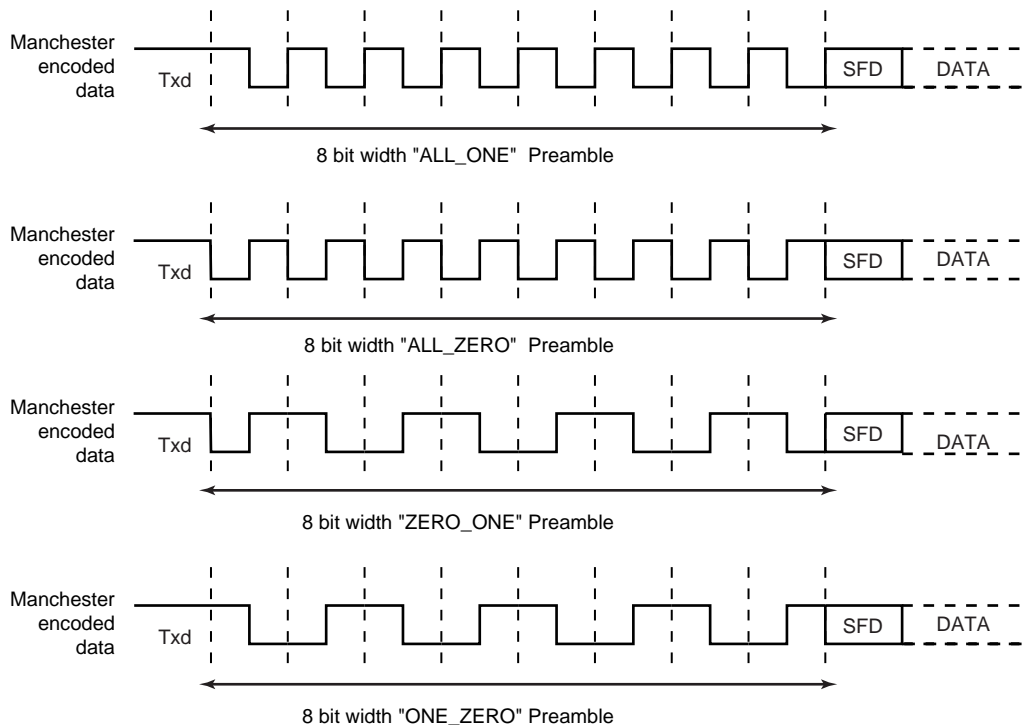 Manchester
encoded
data
Txd
SFD
DATA
8 bit width "ALL_ONE" Preamble
Manchester
encoded
data
Txd
SFD
DATA
8 bit width "ALL_ZERO" Preamble
Manchester
encoded
data
Txd
SFD
DATA
8 bit width "ZERO_ONE" Preamble
Manchester
encoded
data
Txd
SFD
DATA
8 bit width "ONE_ZERO" Preamble